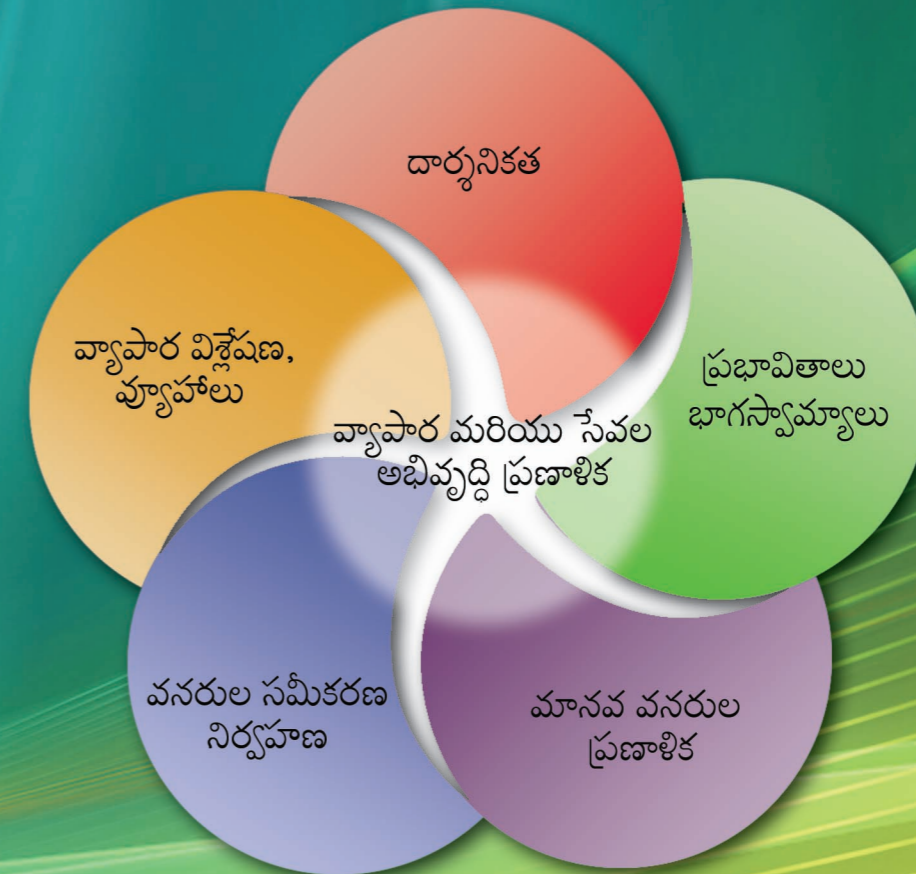 దార్శనికత
వ్యాపార విశ్లేషణ,
వ్యూహాలు
ప్రభావితాలు
భాగస్వామ్యాలు
వ్యాపార మరియు సేవల
అభివృద్ధి ప్రణాళిక
వనరుల సమీకరణ
నిర్వహణ
మానవ వనరుల
ప్రణాళిక